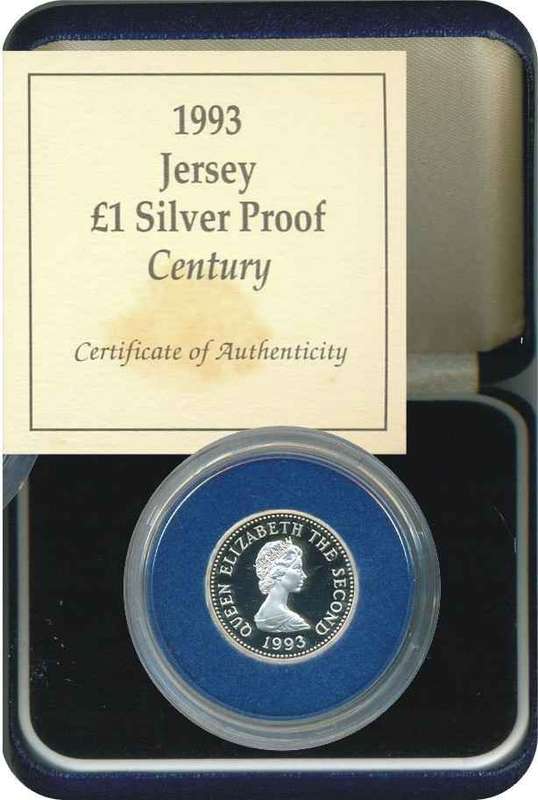 1993
Jersey
£1 Silver Proof
Century
Certificate of Authenticity
QUEEN ELIZABETH THE SECOND
1993